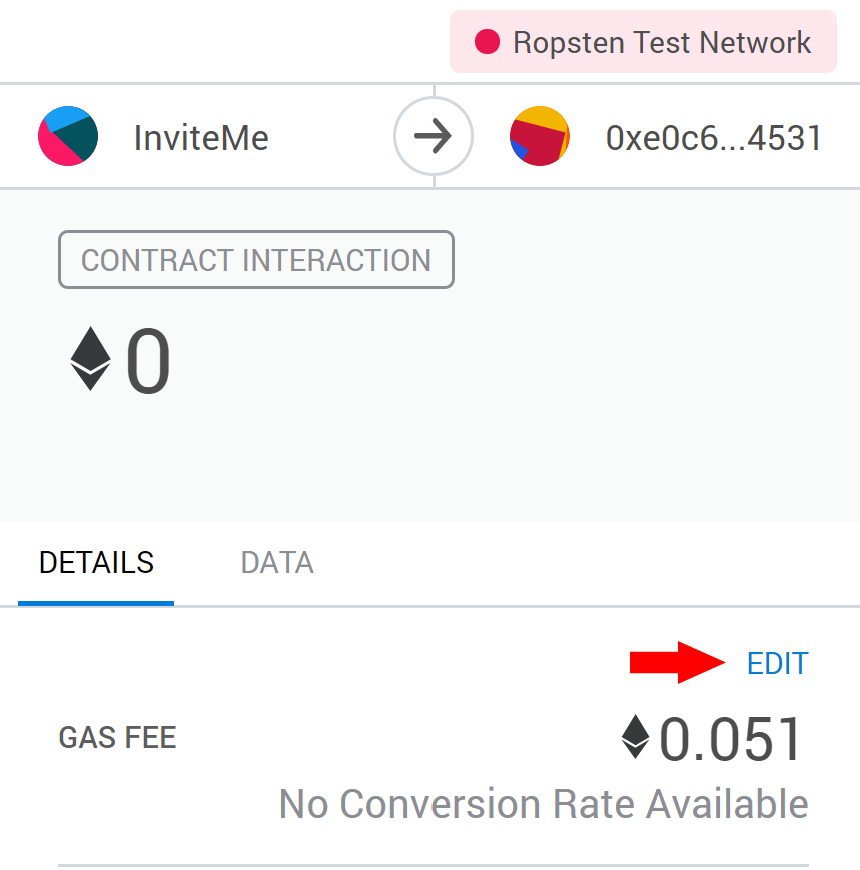 Ropsten Test Network
InviteMe
0xe0c6...4531
CONTRACT INTERACTION
0
DETAILS
DATA
EDIT
GAS FEE
0.051
No Conversion Rate Available